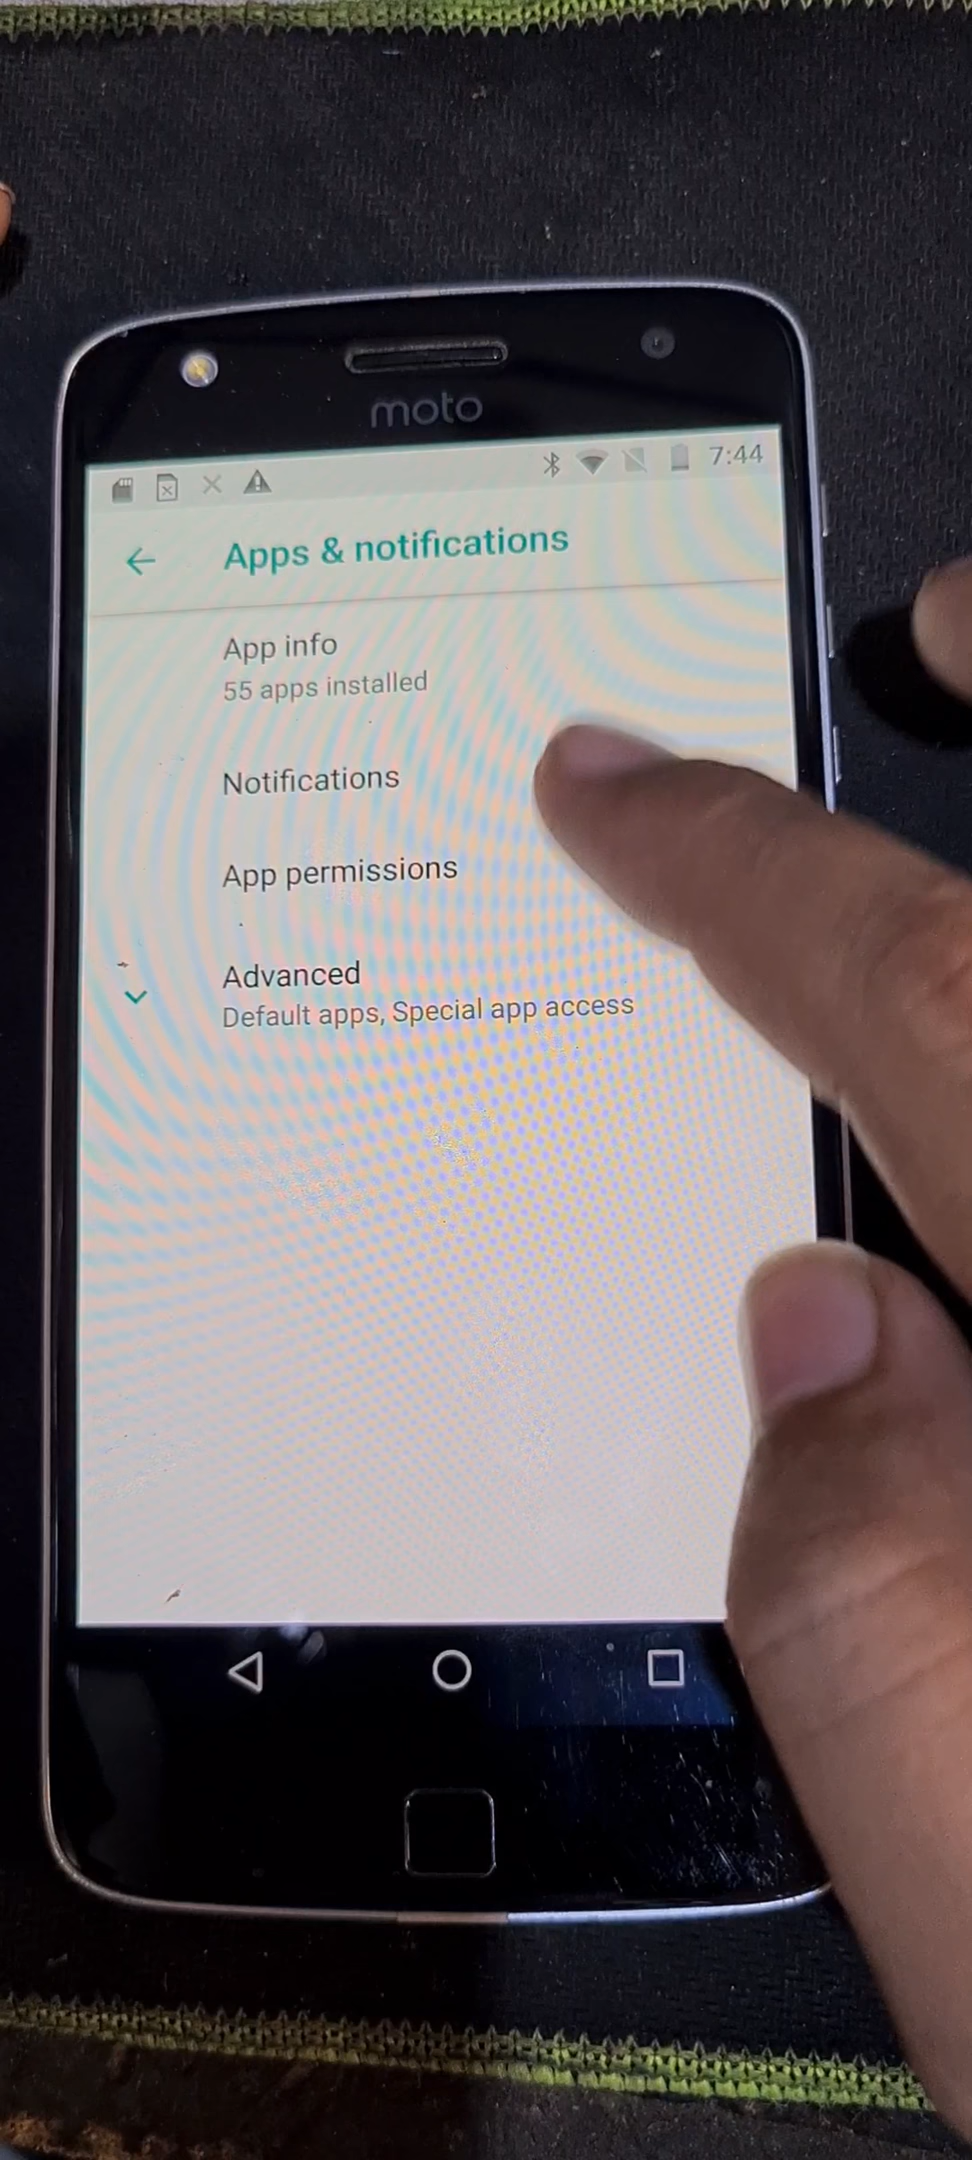 moto
7:44
Apps & notifications
App info
55 apps installed
Notifications
App permissions
Advanced
Default apps, Special app access